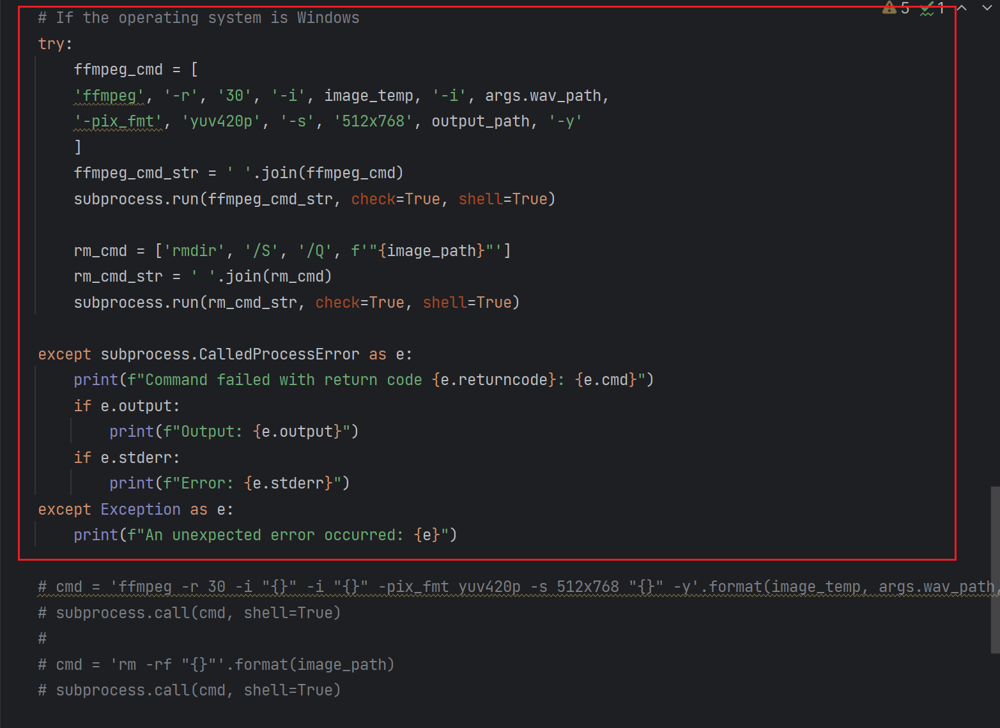 # If the operating system is Windows
5 1
try:
    ffmpeg_cmd = [
    'ffmpeg', '-r', '30', '-i', image_temp, '-i', args.wav_path,
    '-pix_fmt', 'yuv420p', '-s', '512x768', output_path, '-y'
    ]
    ffmpeg_cmd_str = ' '.join(ffmpeg_cmd)
    subprocess.run(ffmpeg_cmd_str, check=True, shell=True)

    rm_cmd = ['rmdir', '/S', '/Q', f'"{image_path}"']
    rm_cmd_str = ' '.join(rm_cmd)
    subprocess.run(rm_cmd_str, check=True, shell=True)

except subprocess.CalledProcessError as e:
    print(f"Command failed with return code {e.returncode}: {e.cmd}")
    if e.output:
        print(f"Output: {e.output}")
    if e.stderr:
        print(f"Error: {e.stderr}")
except Exception as e:
    print(f"An unexpected error occurred: {e}")

# cmd = 'ffmpeg -r 30 -i "{}" -i "{}" -pix_fmt yuv420p -s 512x768 "{}" -y'.format(image_temp, args.wav_path,
# subprocess.call(cmd, shell=True)
#
# cmd = 'rm -rf "{}"'.format(image_path)
# subprocess.call(cmd, shell=True)